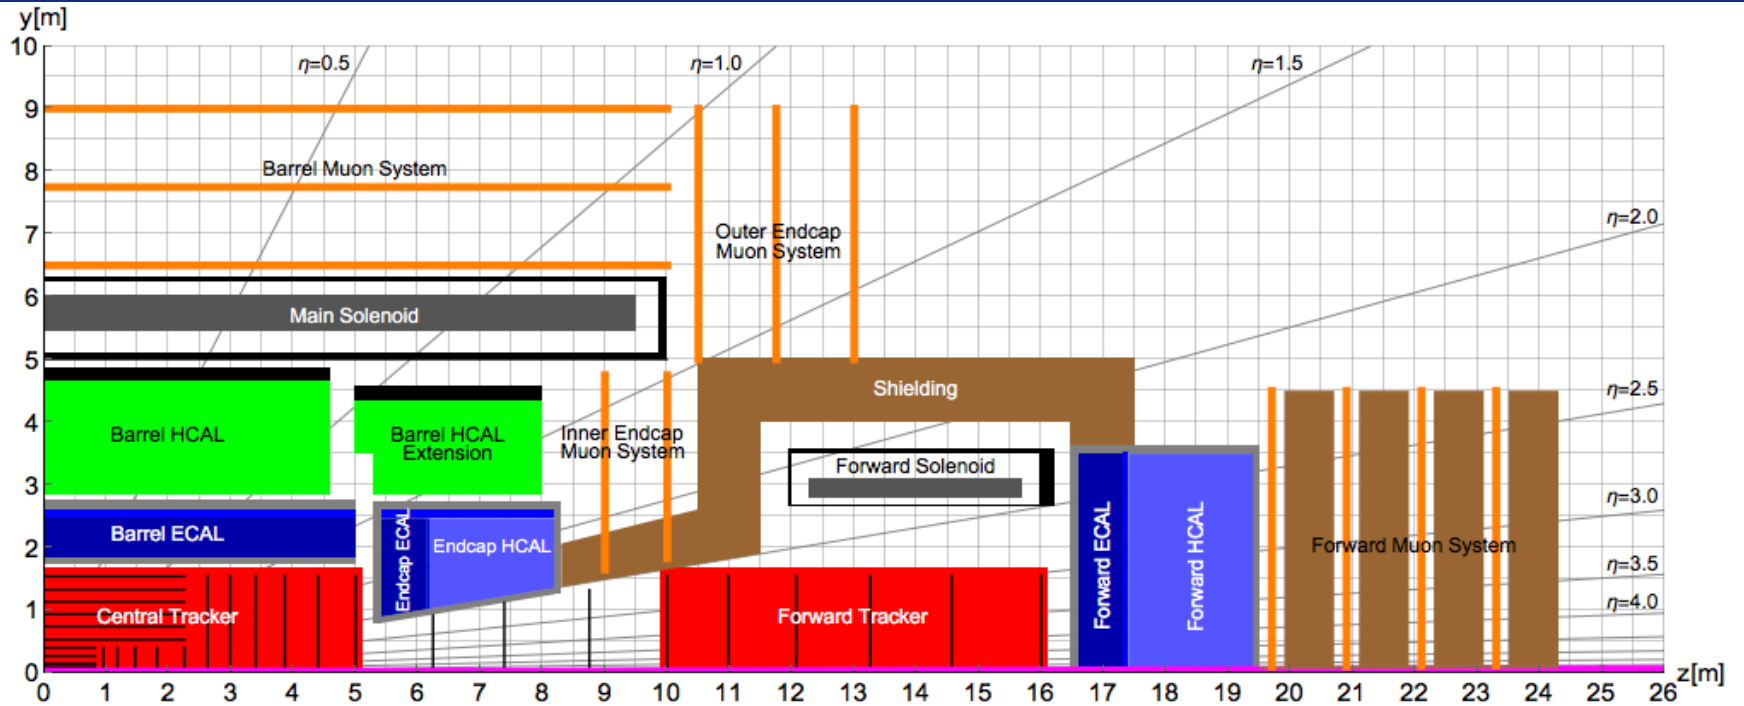 y[m]
10
η=0.5
η=1.0
η=1.5
9
Barrel Muon System
8
η=2.0
7
Outer Endcap
Muon System
6
Main Solenoid
5
Shielding
η=2.5
4
Barrel HCAL
Barrel HCAL
Extension
Inner Endcap
Muon System
Forward Solenoid
3
η=3.0
2
Barrel ECAL
Endcap ECAL
Endcap HCAL
Forward ECAL
Forward HCAL
Forward Muon System
η=3.5
η=4.0
1
Central Tracker
Forward Tracker
0
0 1 2 3 4 5 6 7 8 9 10 11 12 13 14 15 16 17 18 19 20 21 22 23 24 25 26
z[m]